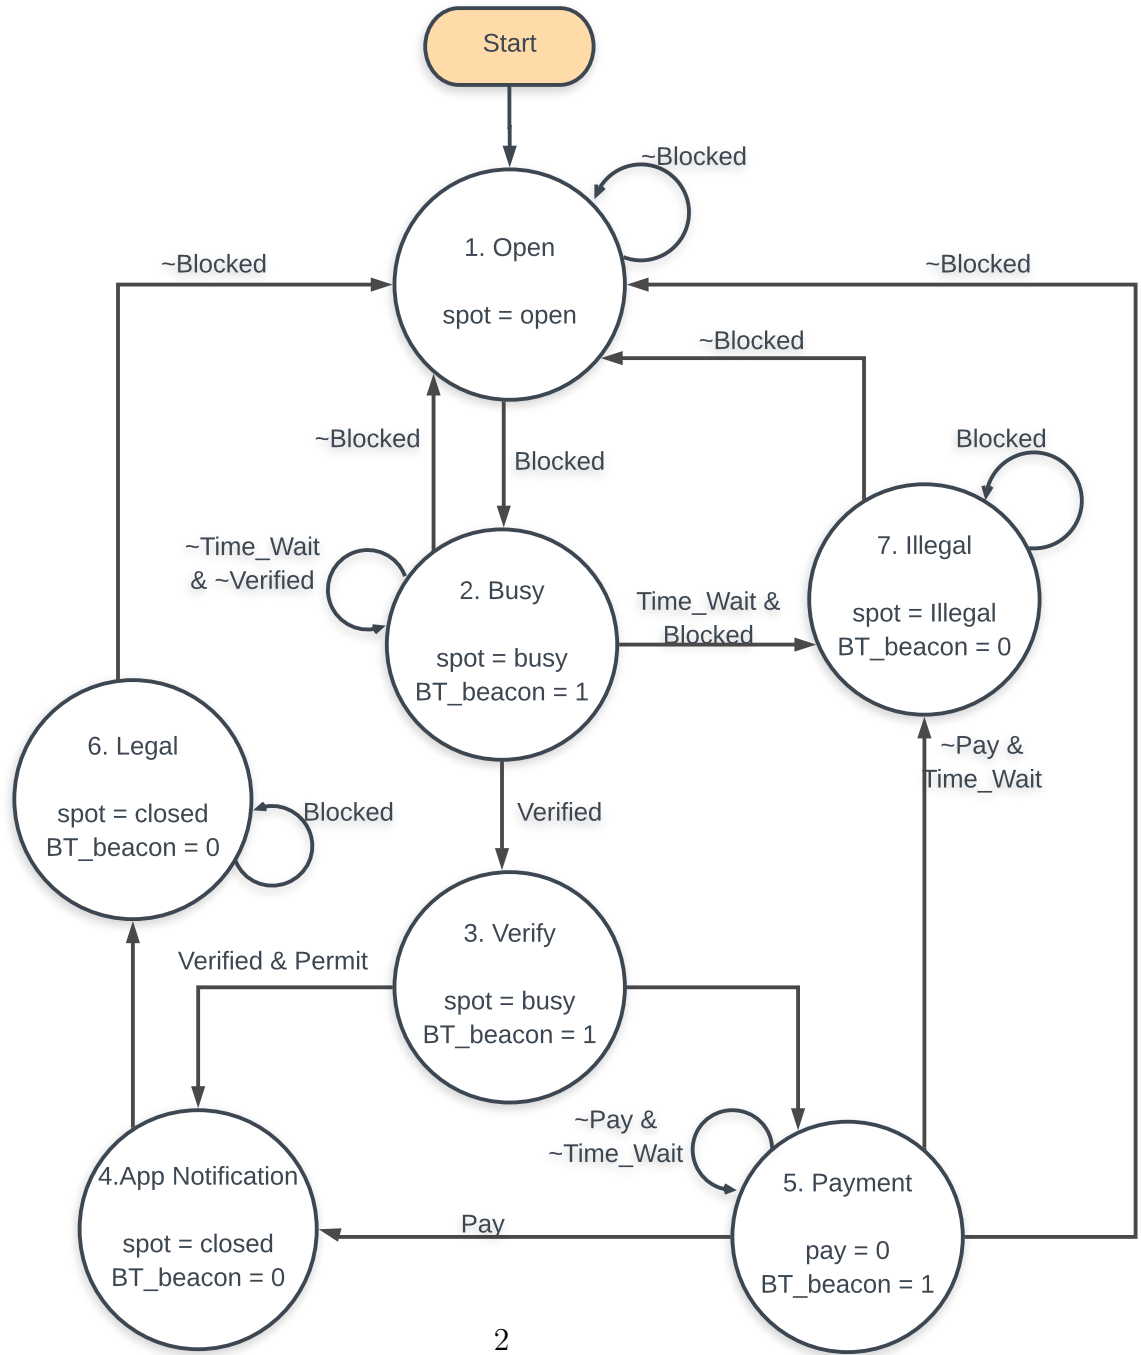 Start
~Blocked
1. Open
spot = open
~Blocked
~Blocked
~Blocked
~Blocked
Blocked
Blocked
~Time_Wait
& ~Verified
2. Busy
spot = busy
BT_beacon = 1
Time_Wait &
Blocked
7. Illegal
spot = Illegal
BT_beacon = 0
6. Legal
spot = closed
BT_beacon = 0
Blocked
Verified
~Pay &
Time_Wait
3. Verify
spot = busy
BT_beacon = 1
Verified & Permit
~Pay &
~Time_Wait
4.App Notification
spot = closed
BT_beacon = 0
Pay
5. Payment
pay = 0
BT_beacon = 1
2